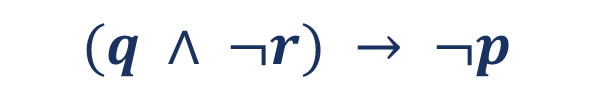 (q ∧ ¬r) → ¬p